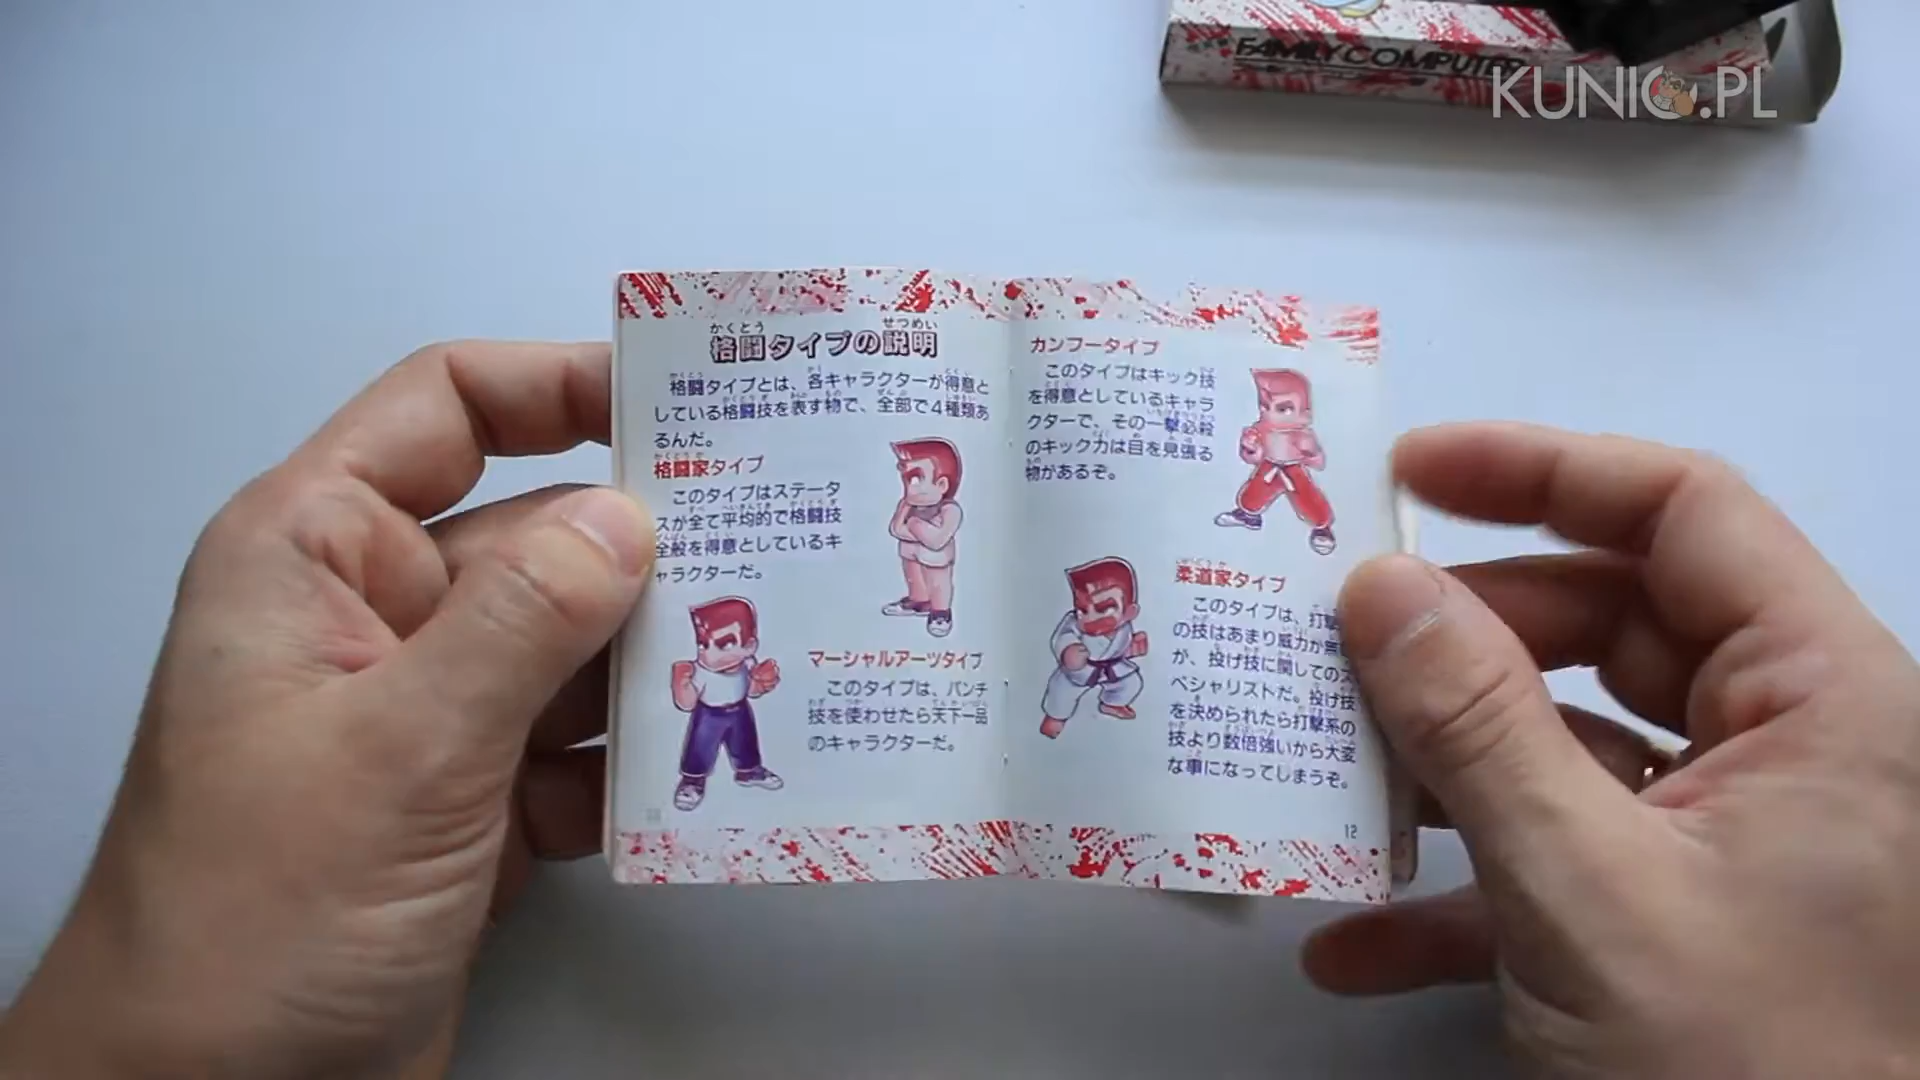 FAMILY COMPUTER
KUNIO.PL
かくとう せつめい
格闘タイプの説明
格闘タイプとは、各キャラクターが得意と
している格闘技を表す物で、全部で4種類あ
るんだ。
格闘家タイプ
このタイプはステータ
スが全て平均的で格闘技
全般を得意としているキ
ャラクターだ。
マーシャルアーツタイプ
このタイプは、パンチ
技を使わせたら天下一品
のキャラクターだ。
カンフータイプ
このタイプはキック技
を得意としているキャラ
クターで、その一撃必殺
のキック力は目を見張る
物があるぞ。
柔道家タイプ
このタイプは、打撃
の技はあまり威力が無
が、投げ技に関してのス
ペシャリストだ。投げ技
を決められたら打撃系の
技より数倍強いから大変
な事になってしまうぞ。
12